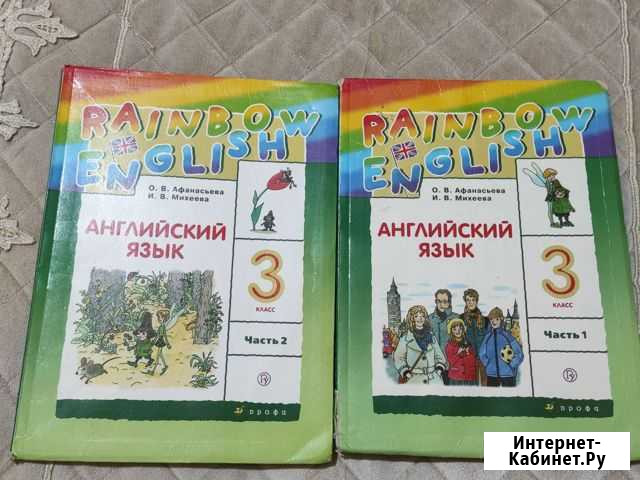 RAINBOW
ENGLISH
О. В. Афанасьева
И. В. Михеева
АНГЛИЙСКИЙ
ЯЗЫК
3
КЛАСС
Часть 2
дрофа
RAINBOW
ENGLISH
О. В. Афанасьева
И. В. Михеева
АНГЛИЙСКИЙ
ЯЗЫК
3
КЛАСС
Часть 1
дрофа
Интернет-
Кабинет.Ру